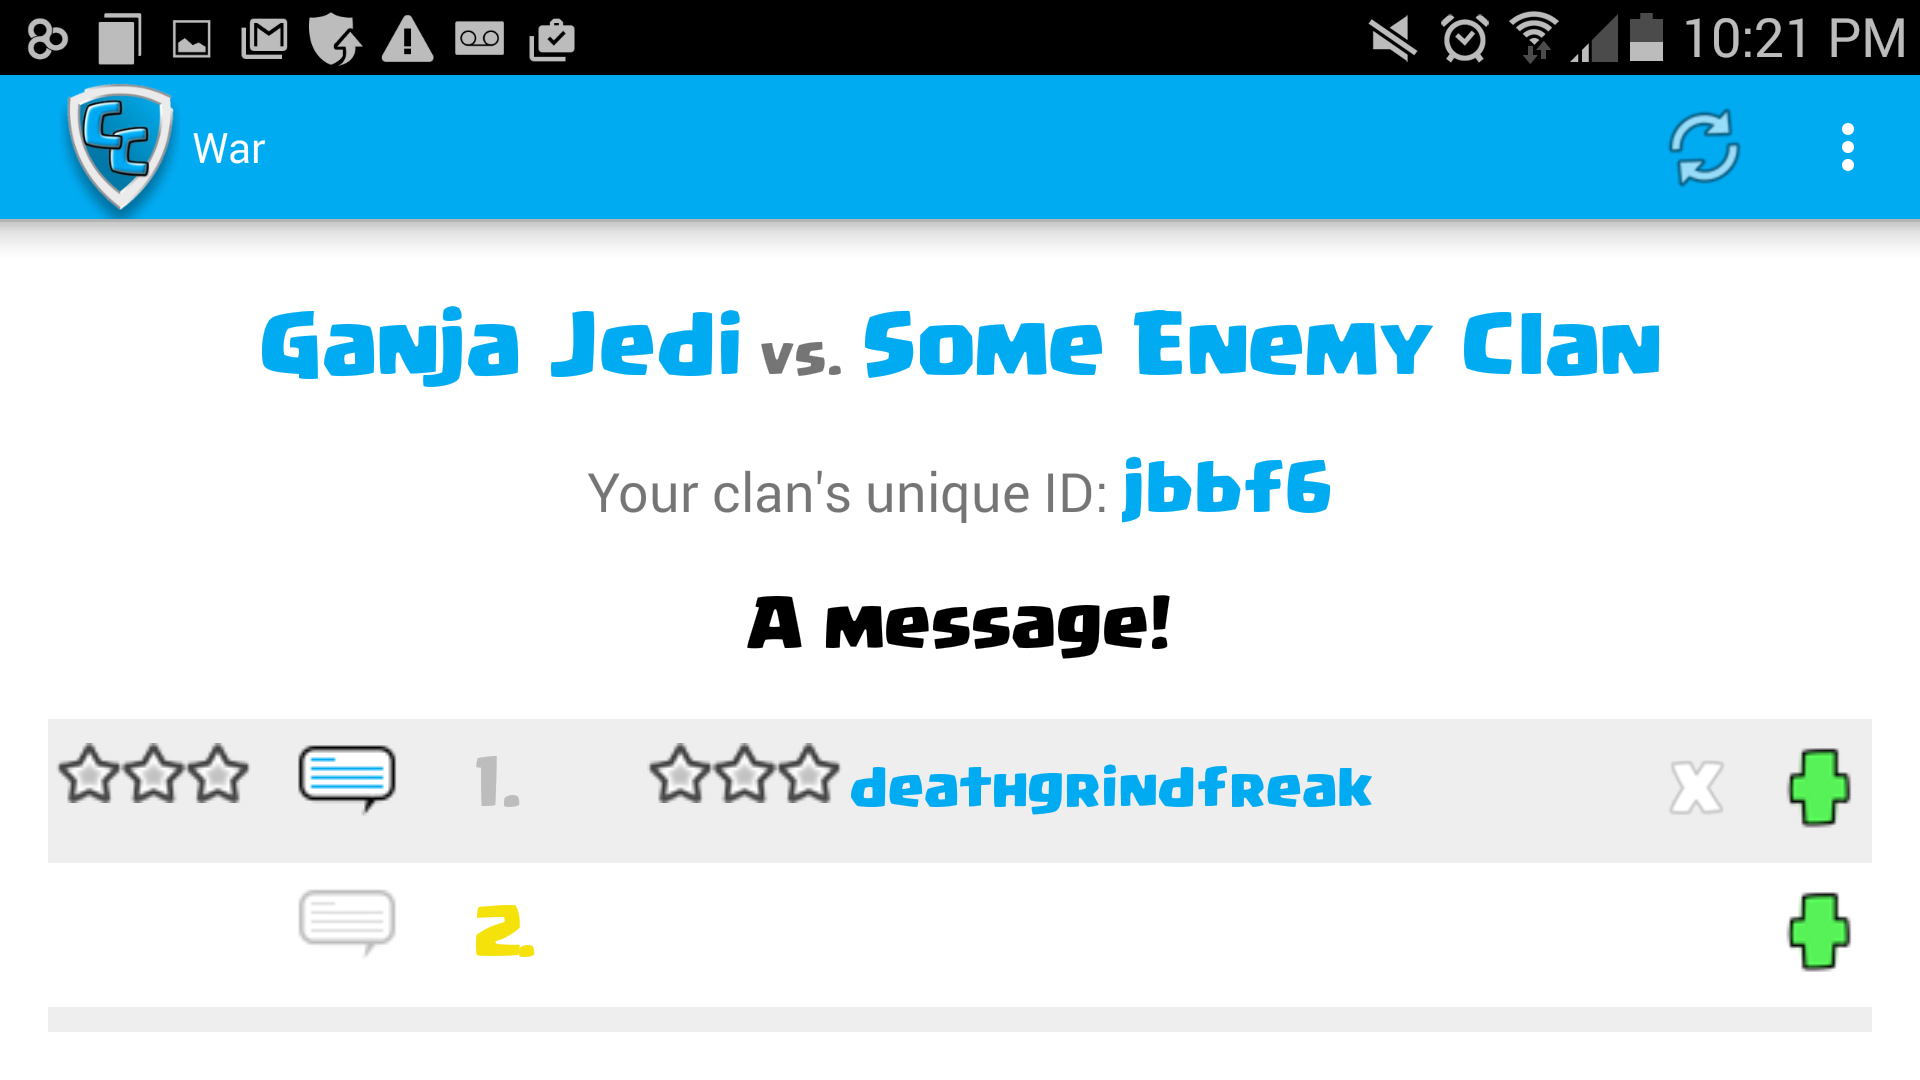 10:21 PM
CC War
Ganja Jedi vs. Some Enemy Clan
Your clan's unique ID: jbbf6
A message!
1. deathgrindfreak X
2.